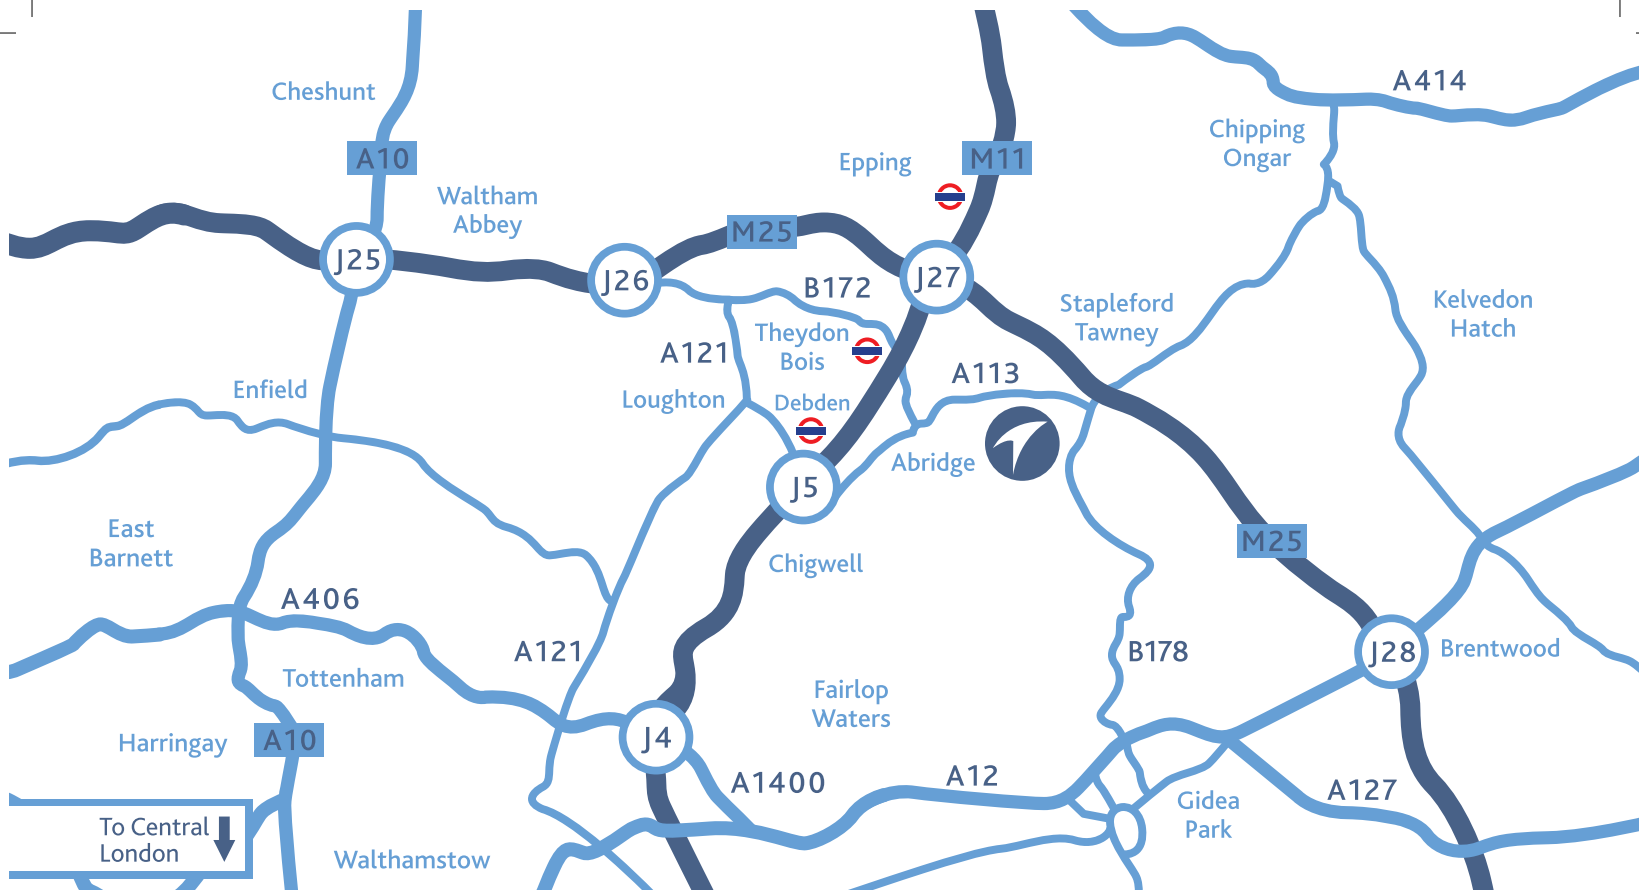 A414
Cheshunt
Chipping
Ongar
A10
Epping
M11
Waltham
Abbey
M25
J25
J26
J27
B172
Stapleford
Tawney
Kelvedon
Hatch
Theydon
Bois
A121
A113
Enfield
Loughton
Debden
Abridge
J5
East
Barnett
M25
Chigwell
A406
A121
B178
J28
Brentwood
Tottenham
Fairlop
Waters
Harringay
A10
J4
A1400
A12
A127
Gidea
Park
To Central
London
Walthamstow